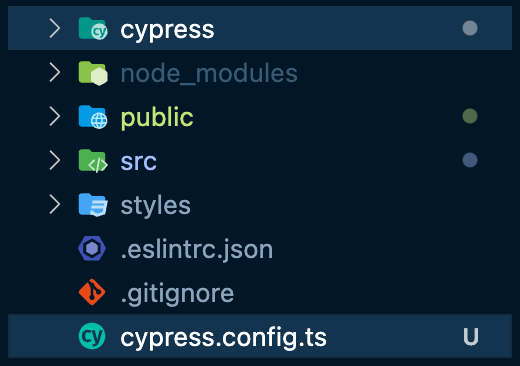 cypress
node_modules
public
src
styles
.eslintrc.json
.gitignore
cypress.config.ts U